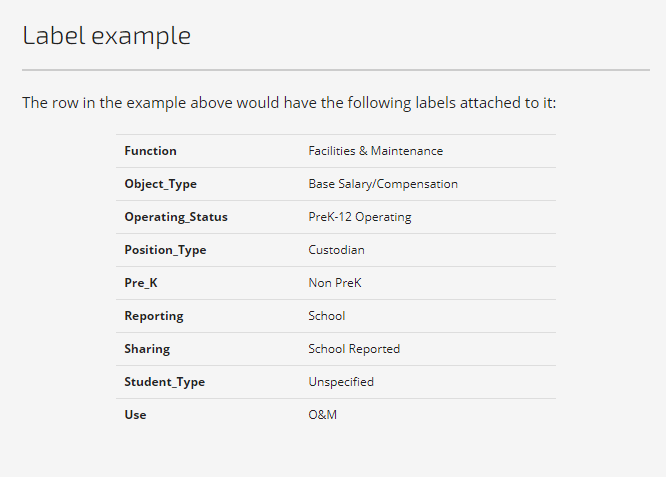 Label example
The row in the example above would have the following labels attached to it:
Function Facilities & Maintenance
Object_Type Base Salary/Compensation
Operating_Status PreK-12 Operating
Position_Type Custodian
Pre_K Non PreK
Reporting School
Sharing School Reported
Student_Type Unspecified
Use O&M